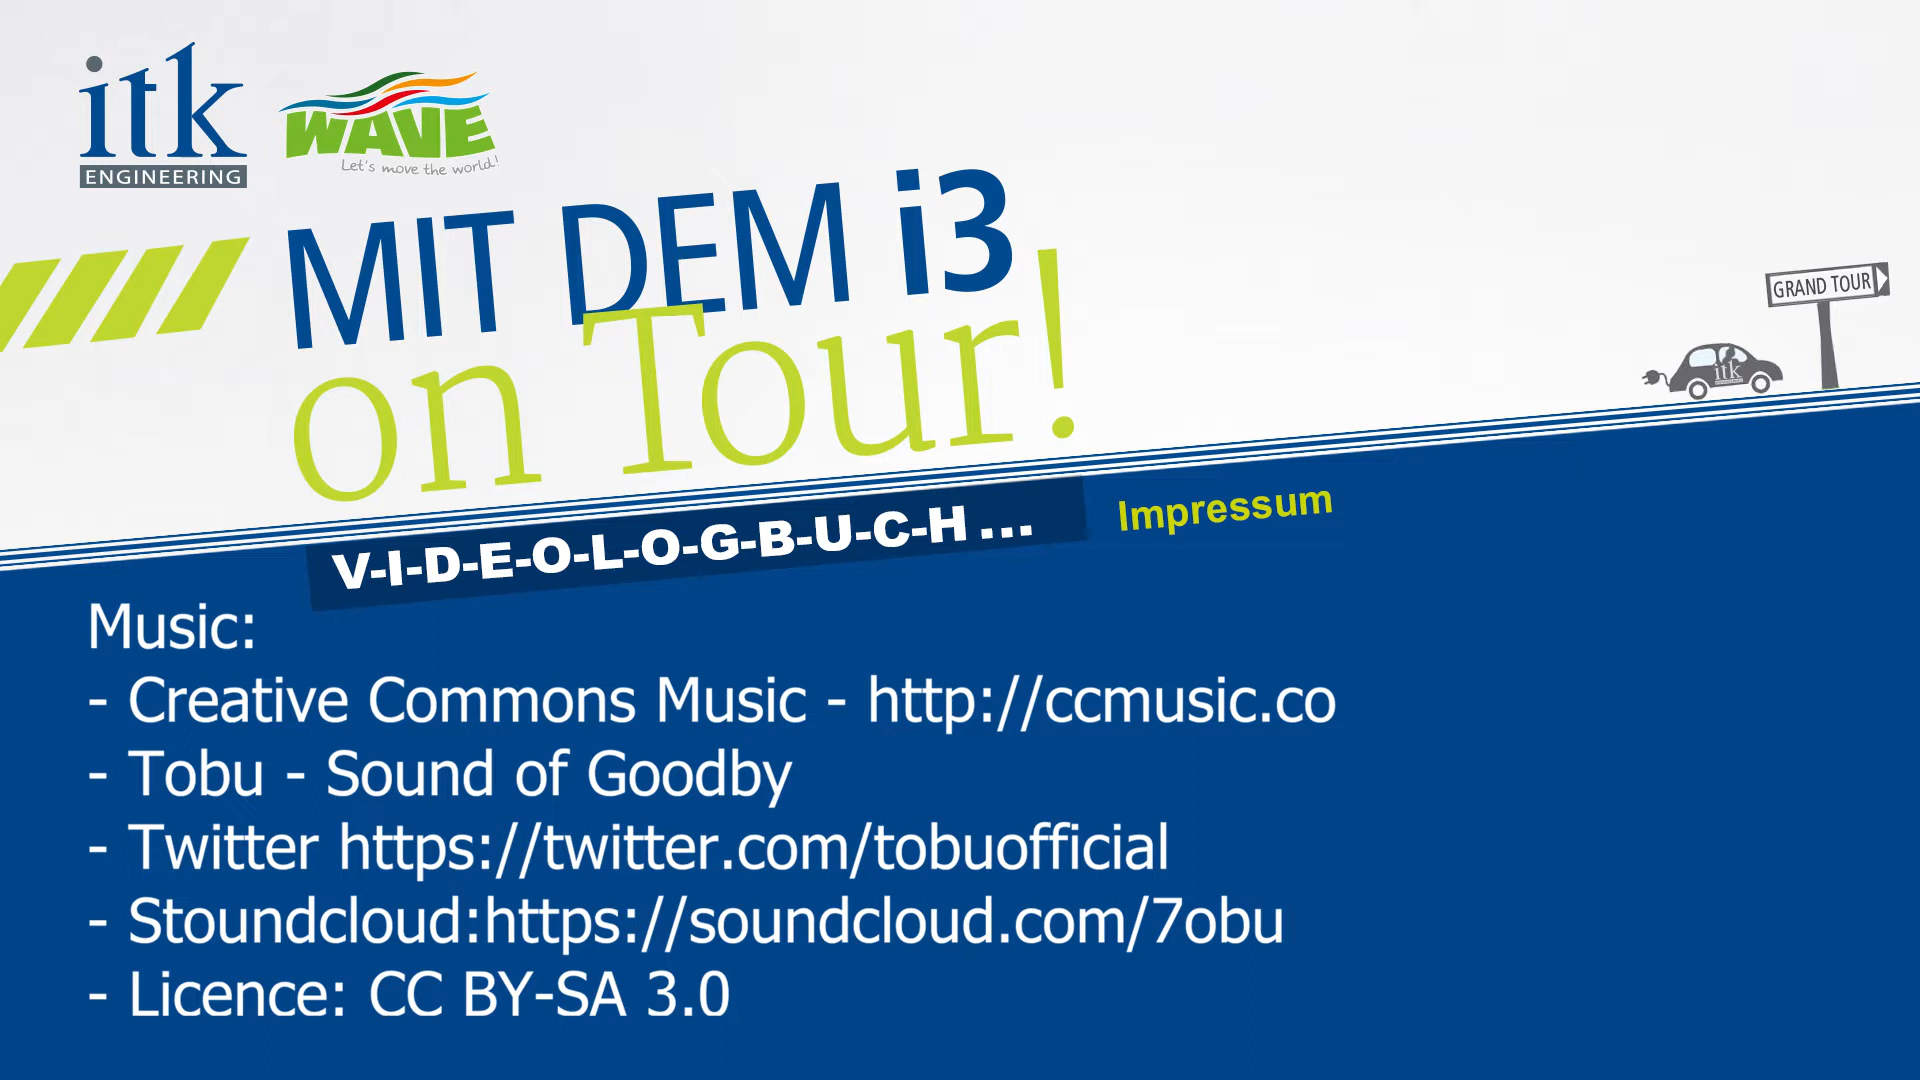 itk
ENGINEERING
WAVE
Let's move the world!
MIT DEM i3
on Tour!
GRAND TOUR
itk
V-I-D-E-O-L-O-G-B-U-C-H ...
Impressum
Music:
- Creative Commons Music - http://ccmusic.co
- Tobu - Sound of Goodby
- Twitter https://twitter.com/tobuofficial
- Stoundcloud:https://soundcloud.com/7obu
- Licence: CC BY-SA 3.0